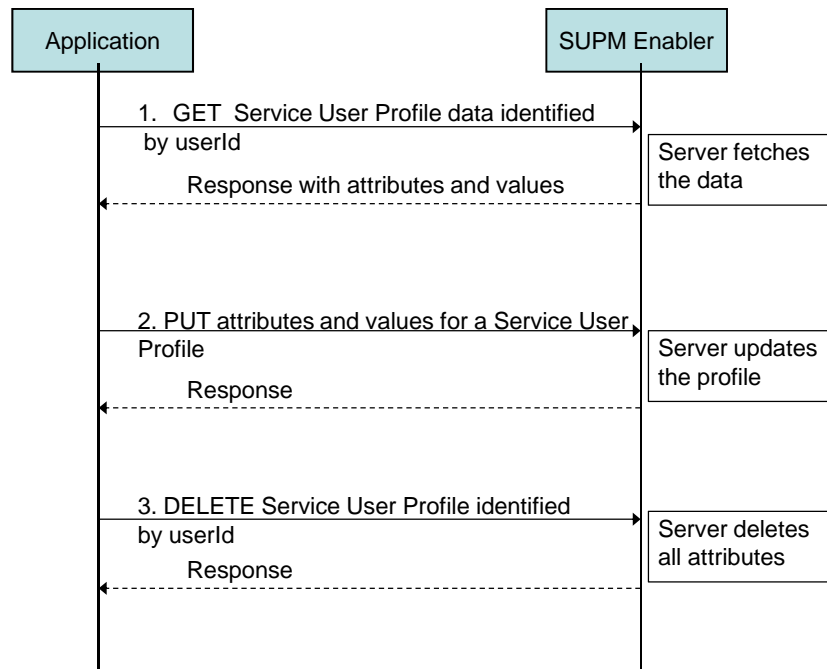 Application
SUPM Enabler
1. GET Service User Profile data identified
by userId
Server fetches
the data
Response with attributes and values
2. PUT attributes and values for a Service User
Profile
Server updates
the profile
Response
3. DELETE Service User Profile identified
by userId
Server deletes
all attributes
Response